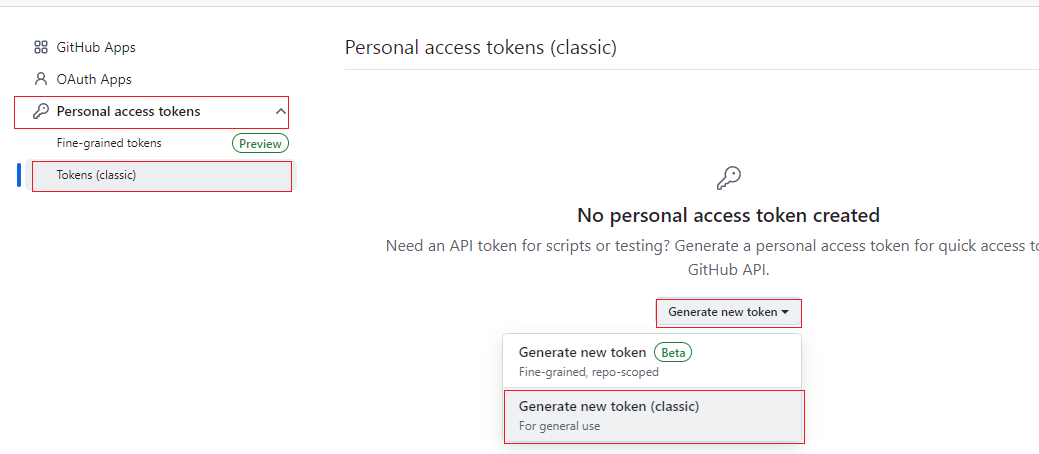 GitHub Apps
OAuth Apps
Personal access tokens
Fine-grained tokens Preview
Tokens (classic)
Personal access tokens (classic)
No personal access token created
Need an API token for scripts or testing? Generate a personal access token for quick access
GitHub API.
Generate new token
Generate new token Beta
Fine-grained, repo-scoped
Generate new token (classic)
For general use